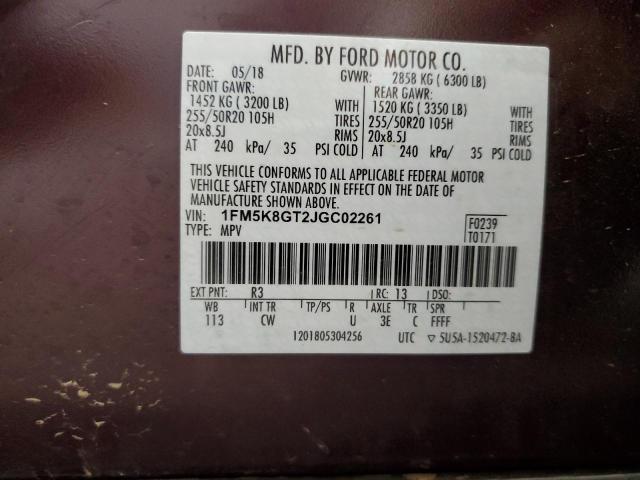 MFD. BY FORD MOTOR CO.
DATE: 05/18 GVWR: 2858 KG ( 6300 LB)
FRONT GAWR: REAR GAWR:
1452 KG ( 3200 LB) WITH 1520 KG ( 3350 LB) WITH
255/50R20 105H TIRES 255/50R20 105H TIRES
20x8.5J RIMS 20x8.5J RIMS
AT 240 kPa/ 35 PSI COLD AT 240 kPa/ 35 PSI COLD
THIS VEHICLE CONFORMS TO ALL APPLICABLE FEDERAL MOTOR
VEHICLE SAFETY STANDARDS IN EFFECT ON THE DATE OF
MANUFACTURE SHOWN ABOVE.
VIN: 1FM5K8GT2JGC02261 F0239
TYPE: MPV T0171
EXT PNT: R3 RC: 13 DSO:
WB INT TR TP/PS R AXLE TR SPR
113 CW U 3E C FFFF
1201805304256 UTC ▽ 5U5A-1520472-BA